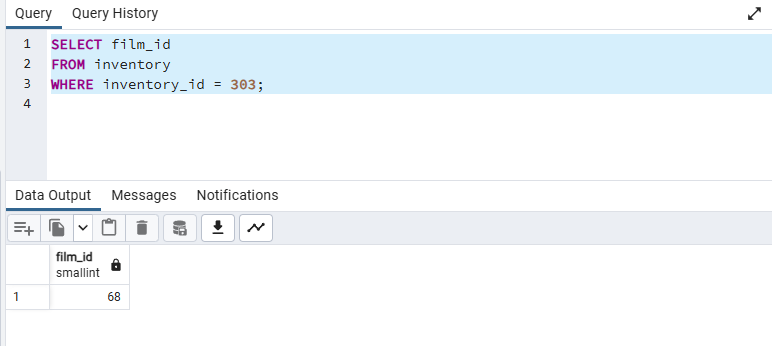 Query Query History
1 SELECT film_id
2 FROM inventory
3 WHERE inventory_id = 303;
4
Data Output Messages Notifications
film_id
smallint
1 68